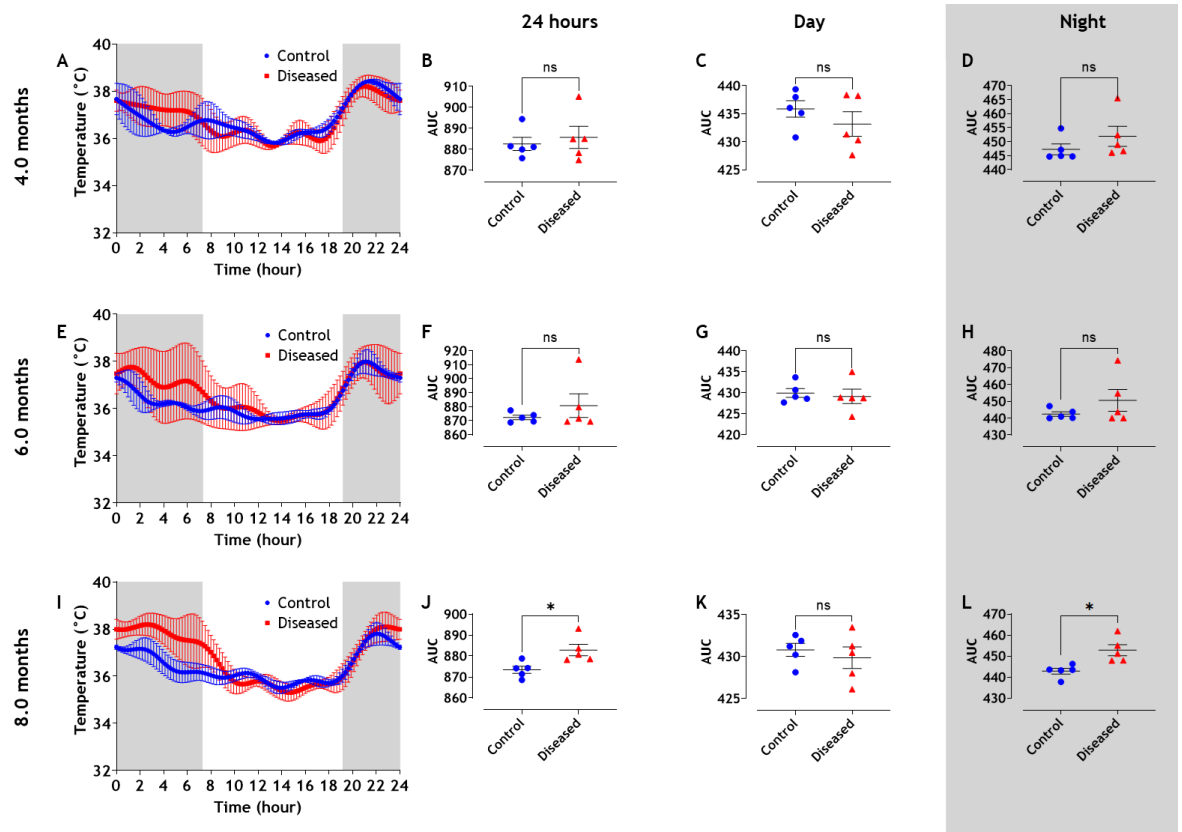 24 hours
Day
Night
4.0 months
A
Temperature (°C)
40
38
36
34
32
Control
Diseased
0 2 4 6 8 10 12 14 16 18 20 22 24
Time (hour)
B
AUC
910
900
890
880
870
ns
Control
Diseased
C
AUC
440
435
430
425
ns
Control
Diseased
D
AUC
470
465
460
455
450
445
440
ns
Control
Diseased
6.0 months
E
Temperature (°C)
40
38
36
34
32
Control
Diseased
0 2 4 6 8 10 12 14 16 18 20 22 24
Time (hour)
F
AUC
920
910
900
890
880
870
860
ns
Control
Diseased
G
AUC
440
435
430
425
420
ns
Control
Diseased
H
AUC
480
470
460
450
440
430
ns
Control
Diseased
8.0 months
I
Temperature (°C)
40
38
36
34
32
Control
Diseased
0 2 4 6 8 10 12 14 16 18 20 22 24
Time (hour)
J
AUC
900
890
880
870
860
*
Control
Diseased
K
AUC
435
430
425
ns
Control
Diseased
L
AUC
470
460
450
440
430
*
Control
Diseased